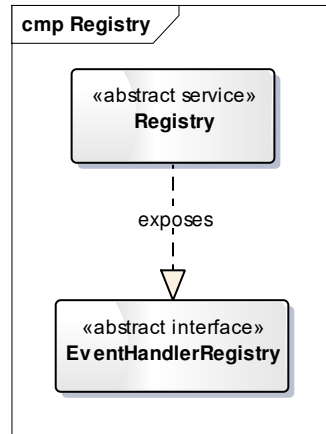 cmp Registry
«abstract service»
Registry
exposes
«abstract interface»
EventHandlerRegistry